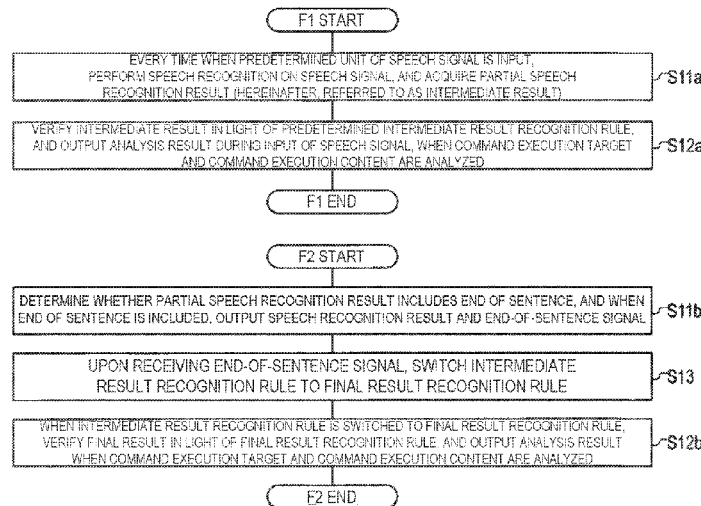 F1 START
EVERY TIME WHEN PREDETERMINED UNIT OF SPEECH SIGNAL IS INPUT,
PERFORM SPEECH RECOGNITION ON SPEECH SIGNAL, AND ACQUIRE PARTIAL SPEECH
RECOGNITION RESULT (HEREINAFTER, REFERRED TO AS INTERMEDIATE RESULT)
S11a
VERIFY INTERMEDIATE RESULT IN LIGHT OF PREDETERMINED INTERMEDIATE RESULT RECOGNITION RULE,
AND OUTPUT ANALYSIS RESULT DURING INPUT OF SPEECH SIGNAL, WHEN COMMAND EXECUTION TARGET
AND COMMAND EXECUTION CONTENT ARE ANALYZED
S12a
F1 END
F2 START
DETERMINE WHETHER PARTIAL SPEECH RECOGNITION RESULT INCLUDES END OF SENTENCE, AND WHEN
END OF SENTENCE IS INCLUDED, OUTPUT SPEECH RECOGNITION RESULT AND END-OF-SENTENCE SIGNAL
S11b
UPON RECEIVING END-OF-SENTENCE SIGNAL, SWITCH INTERMEDIATE
RESULT RECOGNITION RULE TO FINAL RESULT RECOGNITION RULE
S13
WHEN INTERMEDIATE RESULT RECOGNITION RULE IS SWITCHED TO FINAL RESULT RECOGNITION RULE,
VERIFY FINAL RESULT IN LIGHT OF FINAL RESULT RECOGNITION RULE, AND OUTPUT ANALYSIS RESULT
WHEN COMMAND EXECUTION TARGET AND COMMAND EXECUTION CONTENT ARE ANALYZED
S12b
F2 END